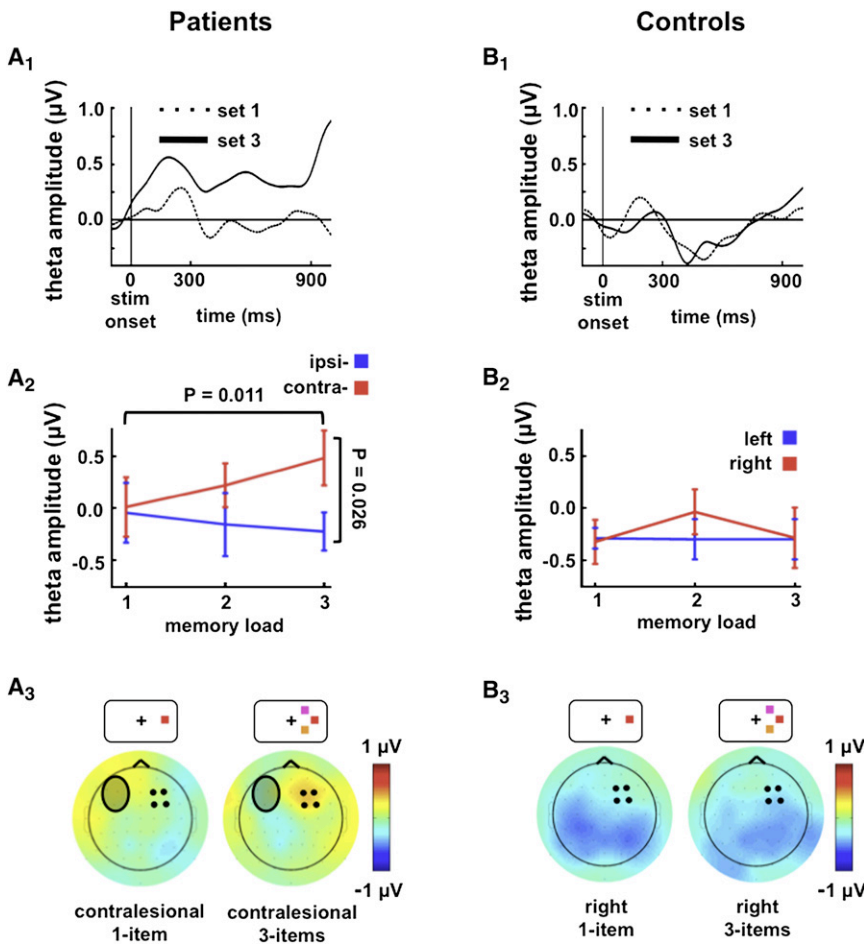 Patients
Controls
A1
theta amplitude (µV)
1.0
0.5
0.0
set 1
set 3
0
300
900
stim
onset
time (ms)
B1
theta amplitude (µV)
1.0
0.5
0.0
set 1
set 3
0
300
900
stim
onset
time (ms)
A2
ipsi-
contra-
P = 0.011
P = 0.026
theta amplitude (µV)
0.5
0.0
-0.5
1
2
3
memory load
B2
left
right
theta amplitude (µV)
0.5
0.0
-0.5
1
2
3
memory load
A3
+
+
1 µV
-1 µV
contralesional
1-item
contralesional
3-items
B3
+
+
1 µV
-1 µV
right
1-item
right
3-items